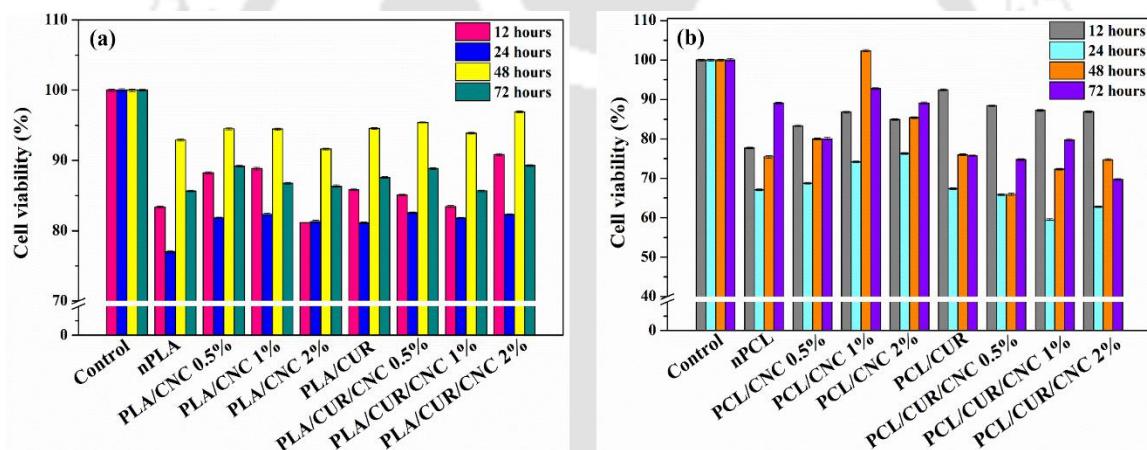 (a)
12 hours
24 hours
48 hours
72 hours
Cell viability (%)
110
100
90
80
70
0
Control
nPLA
PLA/CNC 0.5%
PLA/CNC 1%
PLA/CNC 2%
PLA/CUR
PLA/CUR/CNC 0.5%
PLA/CUR/CNC 1%
PLA/CUR/CNC 2%
(b)
12 hours
24 hours
48 hours
72 hours
Cell viability (%)
110
100
90
80
70
60
50
40
0
Control
nPCL
PCL/CNC 0.5%
PCL/CNC 1%
PCL/CNC 2%
PCL/CUR
PCL/CUR/CNC 0.5%
PCL/CUR/CNC 1%
PCL/CUR/CNC 2%